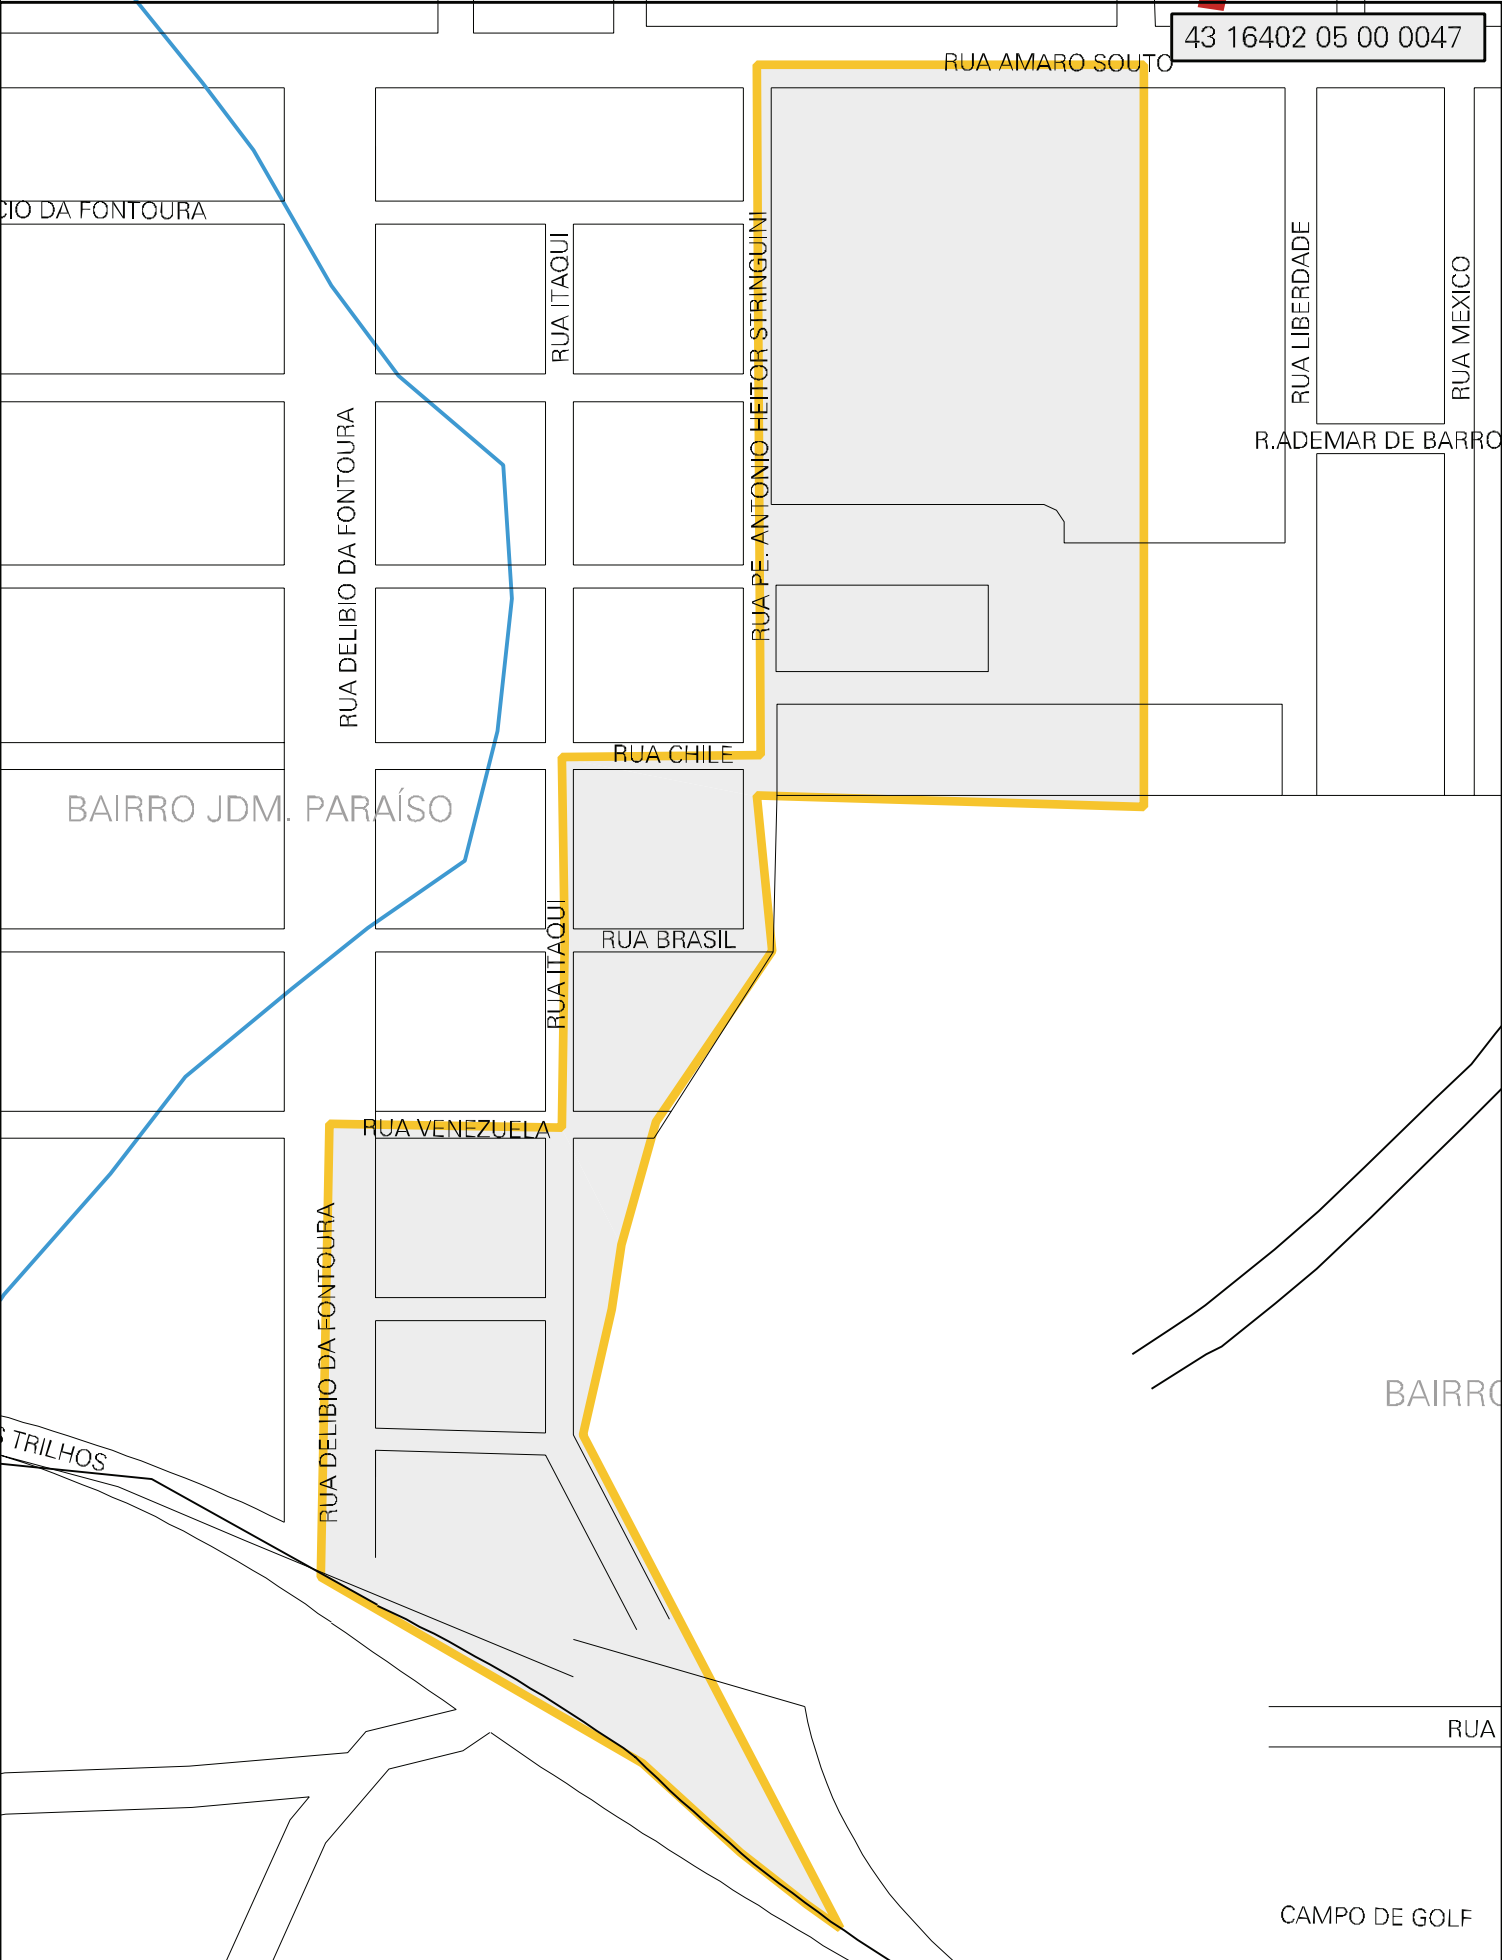 43 16402 05 00 0047
RUA AMARO SOUTO
CIO DA FONTOURA
RUA ITAQUI
RUA PE. ANTONIO HEITOR STRINGUINI
RUA LIBERDADE
RUA MEXICO
RUA DELIBIO DA FONTOURA
R.ADEMAR DE BARRO
RUA CHILE
BAIRRO JDM. PARAÍSO
RUA ITAQUI
RUA BRASIL
RUA VENEZUELA
RUA DELIBIO DA FONTOURA
BAIRRO
S TRILHOS
RUA
CAMPO DE GOLF